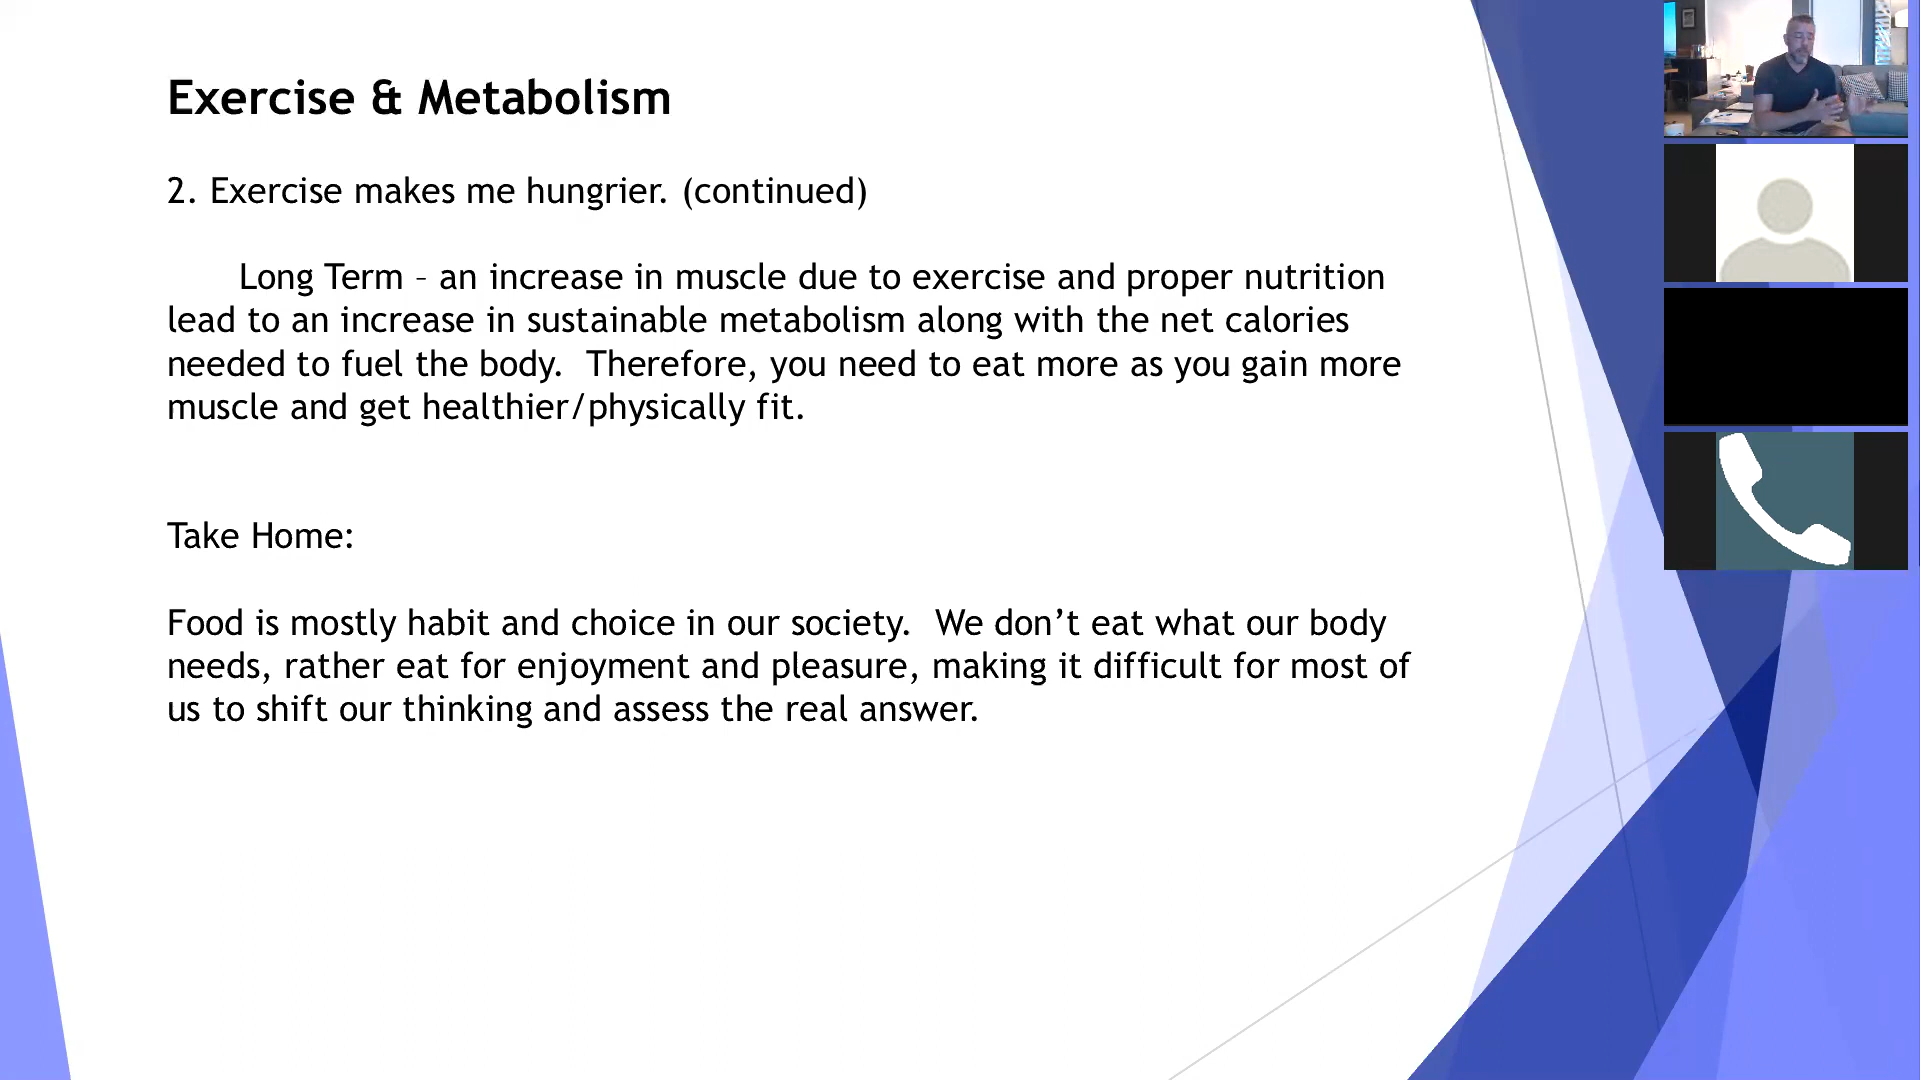 Exercise & Metabolism
2. Exercise makes me hungrier. (continued)
Long Term – an increase in muscle due to exercise and proper nutrition
lead to an increase in sustainable metabolism along with the net calories
needed to fuel the body.  Therefore, you need to eat more as you gain more
muscle and get healthier/physically fit.
Take Home:
Food is mostly habit and choice in our society.  We don’t eat what our body
needs, rather eat for enjoyment and pleasure, making it difficult for most of
us to shift our thinking and assess the real answer.